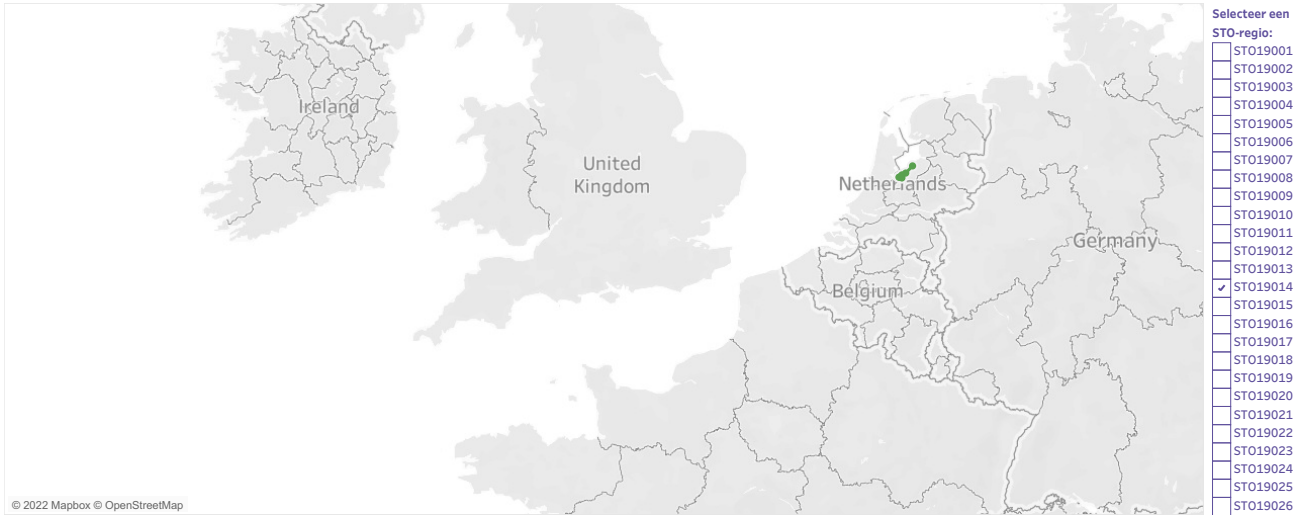 Ireland
United
Kingdom
Netherlands
Germany
Belgium
© 2022 Mapbox © OpenStreetMap
Selecteer een
STO-regio:
STO19001
STO19002
STO19003
STO19004
STO19005
STO19006
STO19007
STO19008
STO19009
STO19010
STO19011
STO19012
STO19013
STO19014
STO19015
STO19016
STO19017
STO19018
STO19019
STO19020
STO19021
STO19022
STO19023
STO19024
STO19025
STO19026